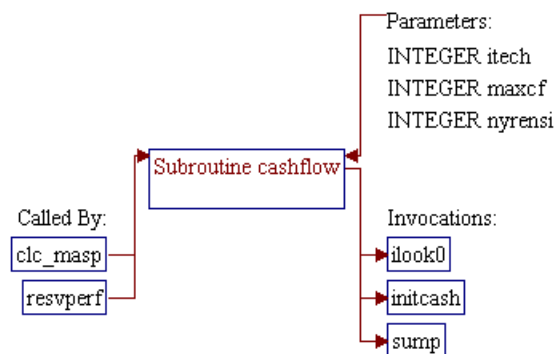 Parameters:
INTEGER itech
INTEGER maxcf
INTEGER nyrensi
Subroutine cashflow
Called By:
clc_masp
resvperf
Invocations:
ilook0
initcash
sump